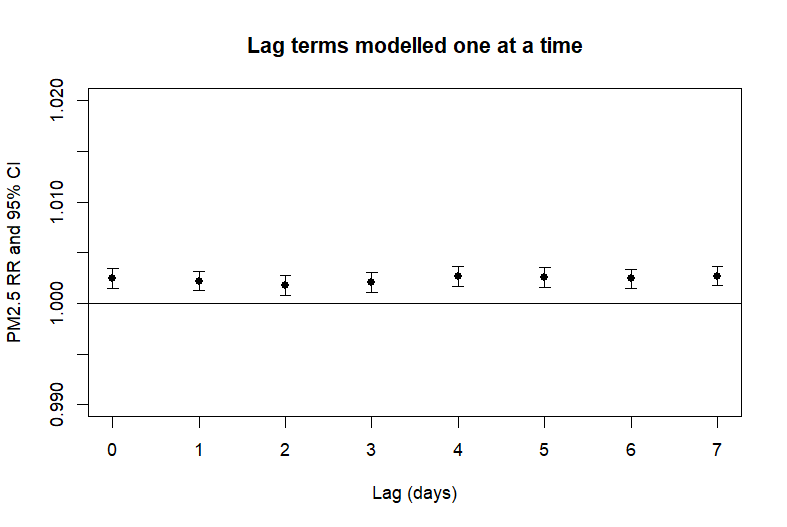 Lag terms modelled one at a time
PM2.5 RR and 95% CI
1.020
1.010
1.000
0.990
0 1 2 3 4 5 6 7
Lag (days)